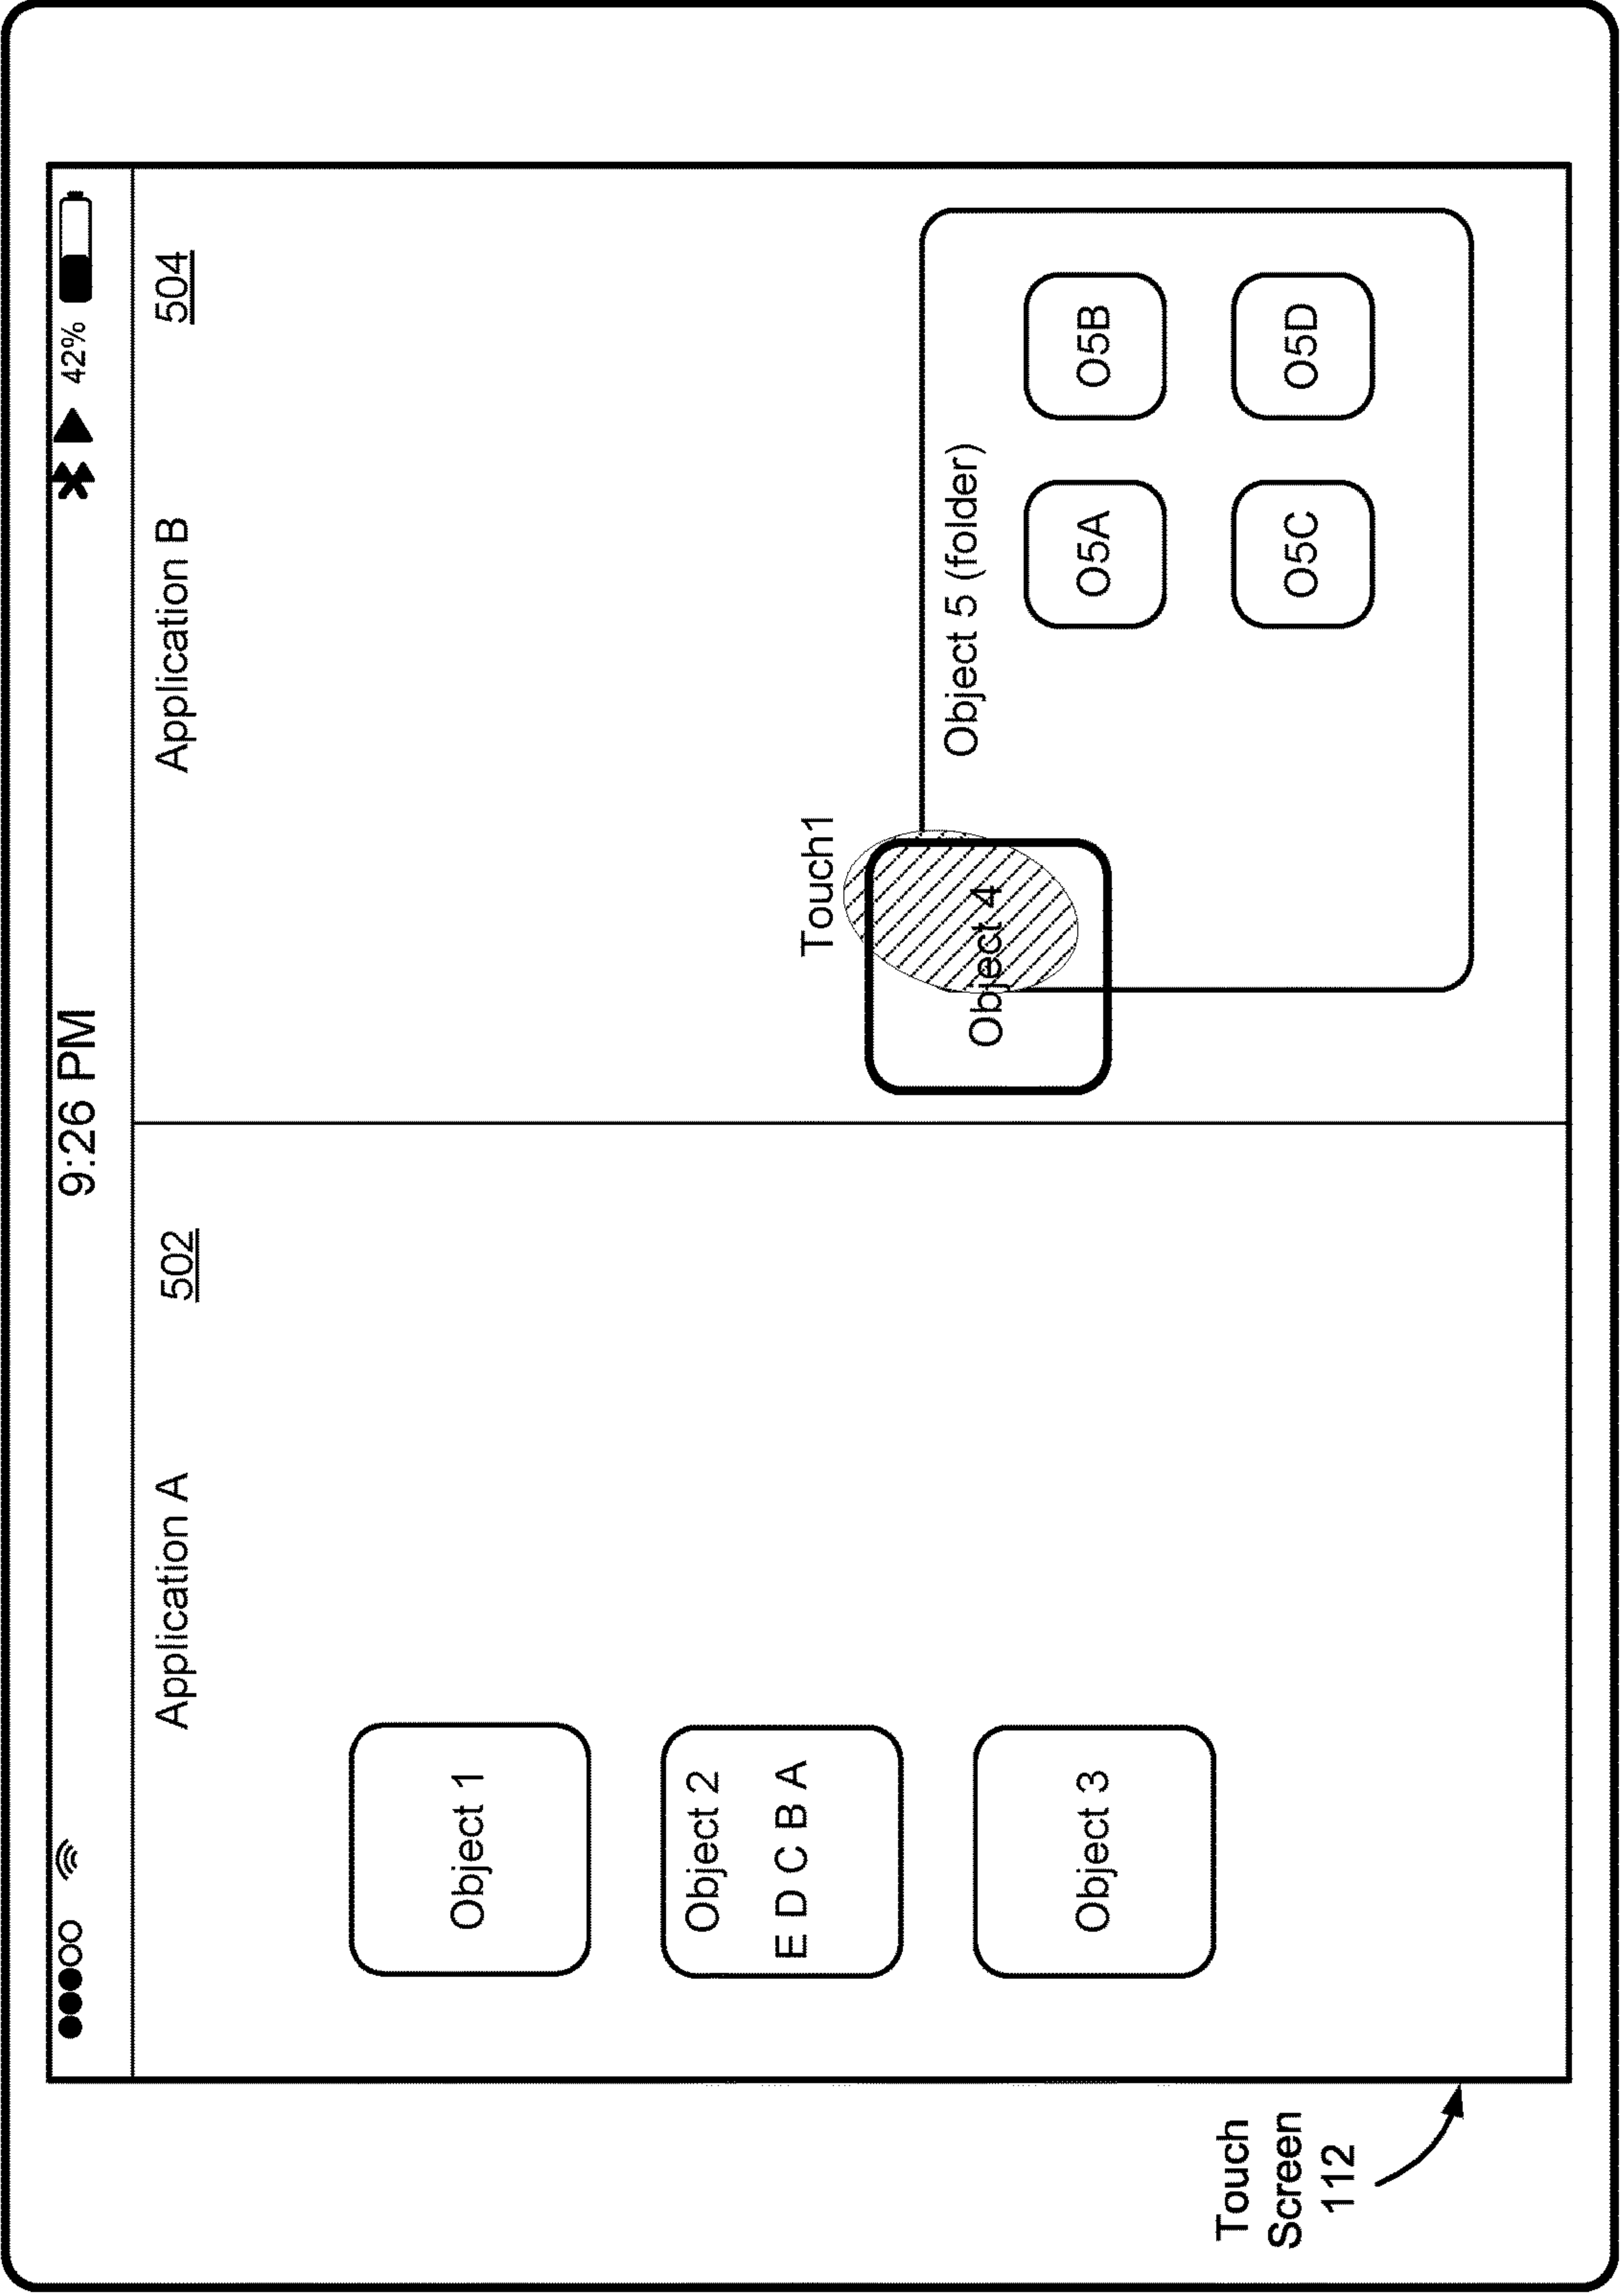 9:26 PM
42%
Application A
502
Application B
504
Object 1
Object 2
E D C B A
Object 3
Touch1
Object 4
Object 5 (folder)
O5A
O5B
O5C
O5D
Touch
Screen
112